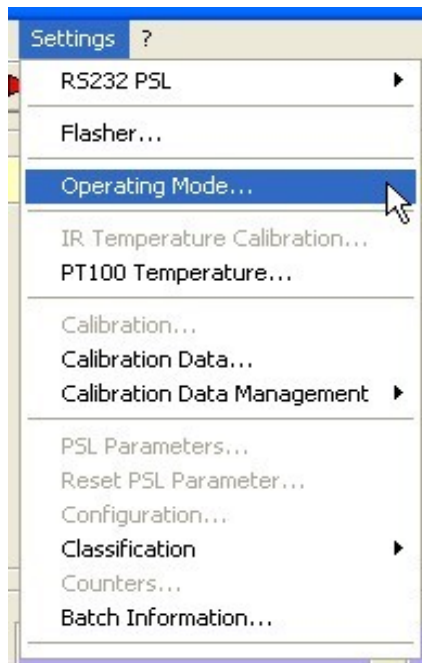 Settings ?
RS232 PSL
Flasher...
Operating Mode...
IR Temperature Calibration...
PT100 Temperature...
Calibration...
Calibration Data...
Calibration Data Management
PSL Parameters...
Reset PSL Parameter...
Configuration...
Classification
Counters...
Batch Information...